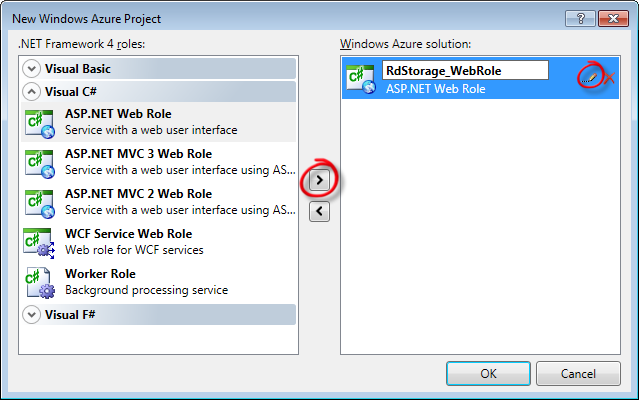 New Windows Azure Project
.NET Framework 4 roles:
Visual Basic
Visual C#
ASP.NET Web Role
Service with a web user interface
ASP.NET MVC 3 Web Role
Service with a web user interface using AS...
ASP.NET MVC 2 Web Role
Service with a web user interface using AS...
WCF Service Web Role
Web role for WCF services
Worker Role
Background processing service
Visual F#
Windows Azure solution:
RdStorage_WebRole
ASP.NET Web Role
OK
Cancel